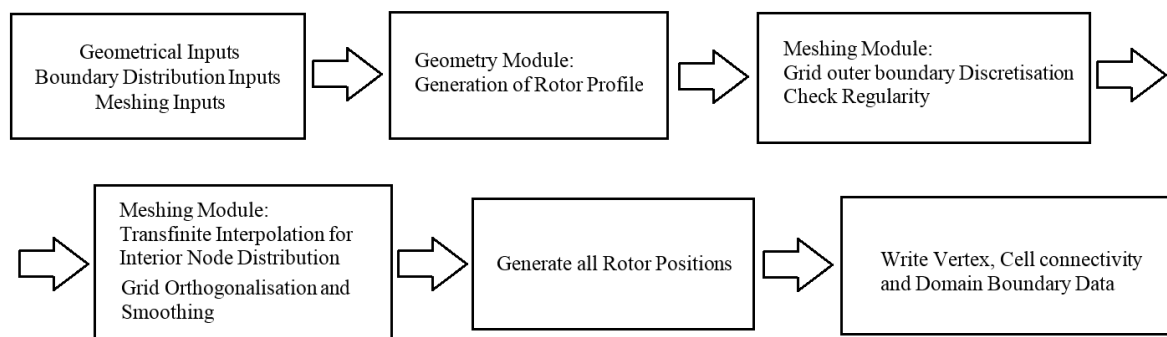 Geometrical Inputs
Boundary Distribution Inputs
Meshing Inputs
Geometry Module:
Generation of Rotor Profile
Meshing Module:
Grid outer boundary Discretisation
Check Regularity
Meshing Module:
Transfinite Interpolation for
Interior Node Distribution
Grid Orthogonalisation and
Smoothing
Generate all Rotor Positions
Write Vertex, Cell connectivity
and Domain Boundary Data